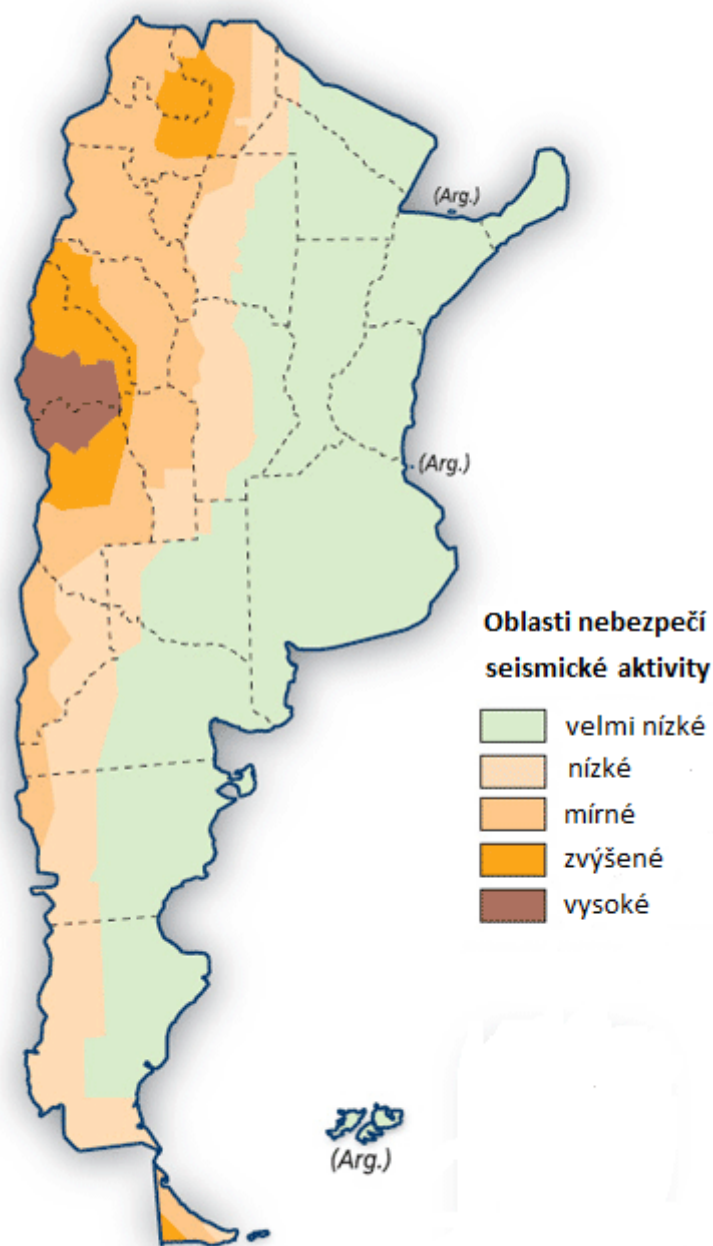 (Arg.)
(Arg.)
Oblasti nebezpečí
seismické aktivity
velmi nízké
nízké
mírné
zvýšené
vysoké
(Arg.)